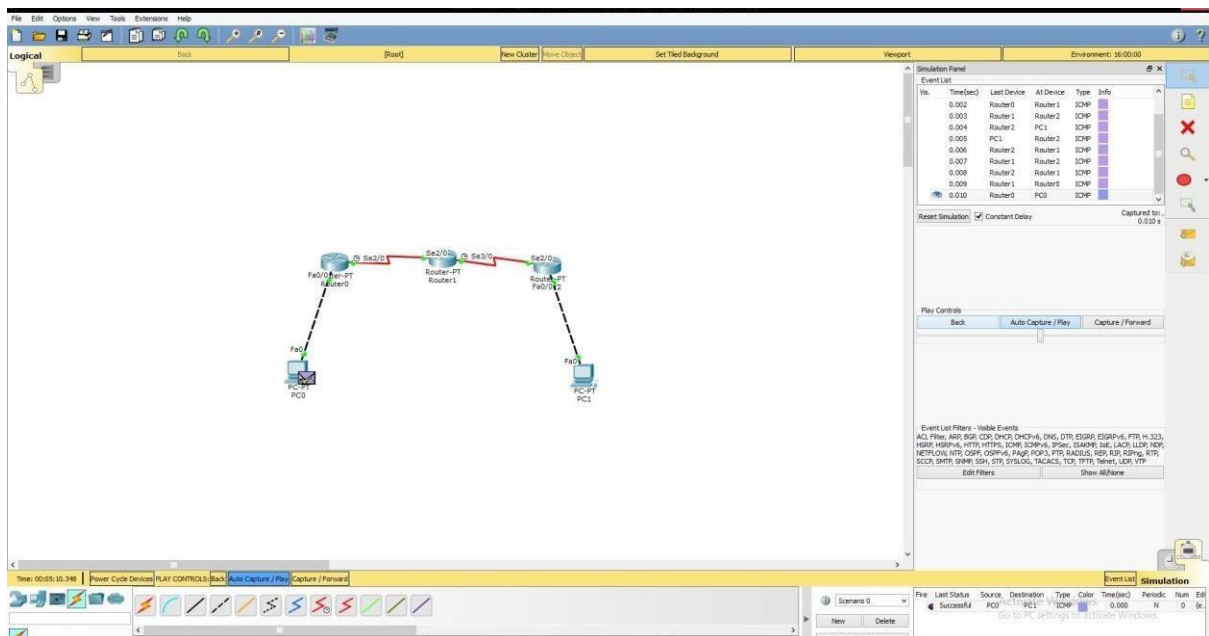 File Edit Options View Tools Extensions Help
Logical Back [Root] New Cluster Move Object Set Tiled Background Viewport Environment: 16:00:00
Simulation Panel
Event List
Vis. Time(sec) Last Device At Device Type Info
0.002 Router0 Router1 ICMP
0.003 Router1 Router2 ICMP
0.004 Router2 PC1 ICMP
0.005 PC1 Router2 ICMP
0.006 Router2 Router1 ICMP
0.007 Router1 Router2 ICMP
0.008 Router2 Router1 ICMP
0.009 Router1 Router0 ICMP
0.010 Router0 PC0 ICMP
Reset Simulation Constant Delay Captured to:
0.010 s
Se2/0 Se2/0 Se3/0 Se2/0
Fa0/0 Router-PT
Router0
Router-PT
Router1
Router-PT
Fa0/0
Play Controls
Back Auto Capture / Play Capture / Forward
Fa0
PC-PT
PC0
Fa0
PC-PT
PC1
Event List Filters - Visible Events
ACL Filter, ARP, BGP, CDP, DHCP, DHCPv6, DNS, DTP, EIGRP, EIGRPv6, FTP, H.323,
HSRP, HSRPv6, HTTP, HTTPS, ICMP, ICMPv6, IPSec, ISAKMP, IoE, LACP, LLDP, NDP,
NETFLOW, NTP, OSPF, OSPFv6, PAgP, POP3, PTP, RADIUS, REP, RIP, RIPng, RTP,
SCCP, SMTP, SNMP, SSH, STP, SYSLOG, TACACS, TCP, TFTP, Telnet, UDP, VTP
Edit Filters Show All/None
Time: 00:05:10.348 Power Cycle Devices PLAY CONTROLS: Back Auto Capture / Play Capture / Forward Event List Simulation
Scenario 0 Fire Last Status Source Destination Type Color Time(sec) Periodic Num Edi
Successful PC0 PC1 ICMP 0.000 N 0 (e..
New Delete
Activate Windows
Go to PC settings to activate Windows.